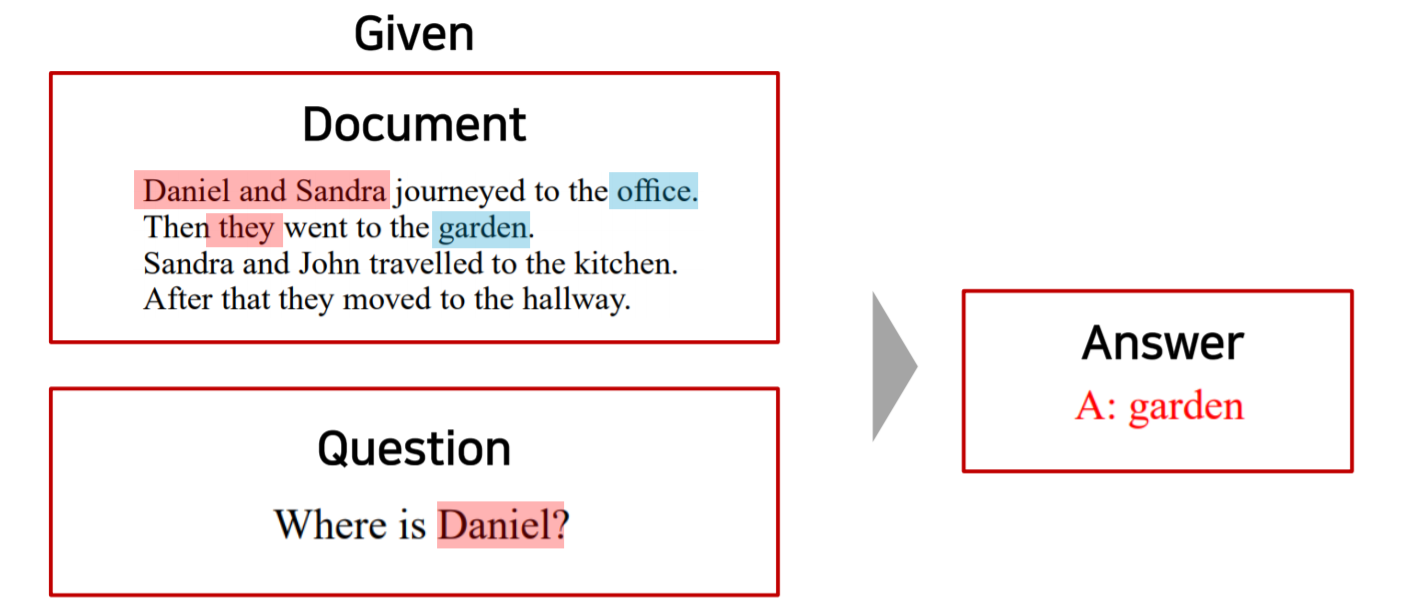 Given
Document
Daniel and Sandra journeyed to the office.
Then they went to the garden.
Sandra and John travelled to the kitchen.
After that they moved to the hallway.
Question
Where is Daniel?
Answer
A: garden